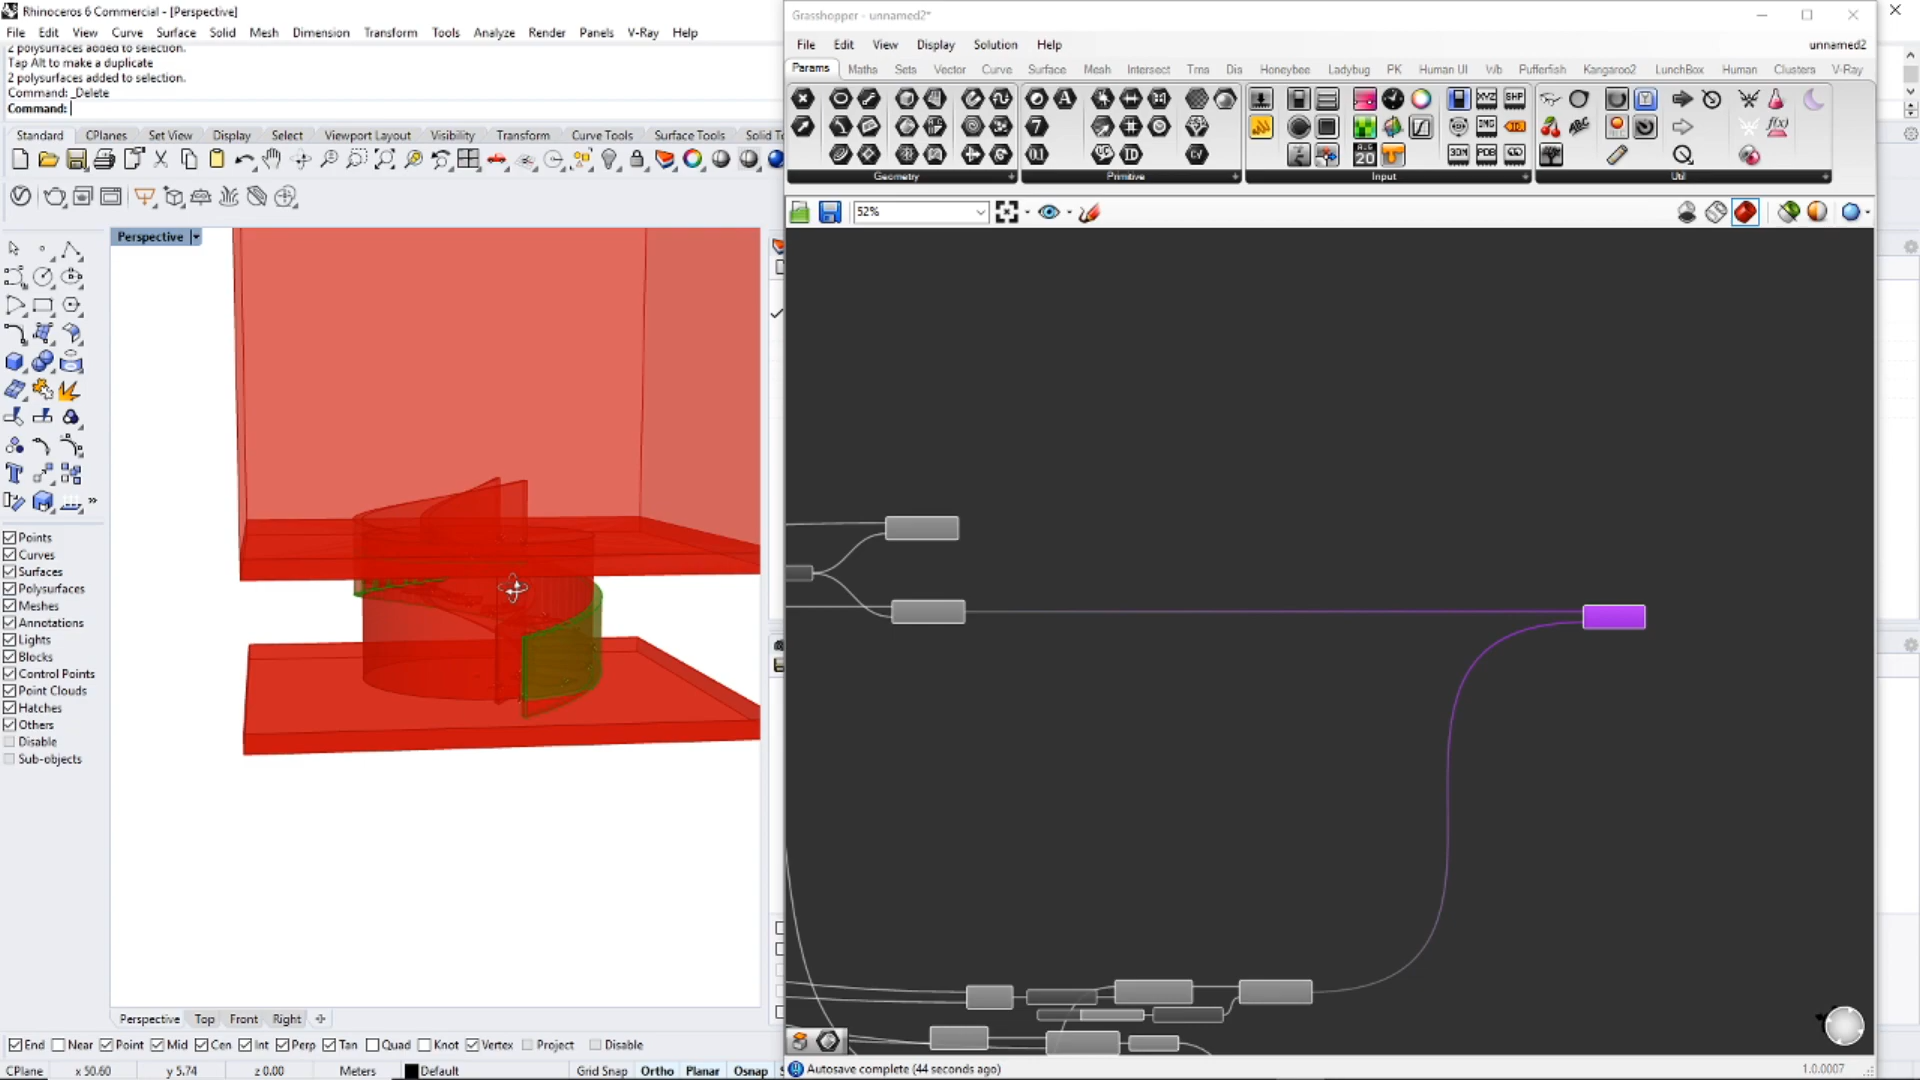 Rhinoceros 6 Commercial - [Perspective]
File Edit View Curve Surface Solid Mesh Dimension Transform Tools Analyze Render Panels V-Ray Help
2 polysurfaces added to selection.
Tap Alt to make a duplicate
2 polysurfaces added to selection.
Command: _Delete
Command:
Standard CPlanes Set View Display Select Viewport Layout Visibility Transform Curve Tools Surface Tools Solid To
Perspective
Points
Curves
Surfaces
Polysurfaces
Meshes
Annotations
Lights
Blocks
Control Points
Point Clouds
Hatches
Others
Disable
Sub-objects
Perspective Top Front Right
End Near Point Mid Cen Int Perp Tan Quad Knot Vertex Project Disable
CPlane x 50.60 y 5.74 z 0.00 Meters Default Grid Snap Ortho Planar Osnap
Grasshopper - unnamed2*
File Edit View Display Solution Help unnamed2
Params Maths Sets Vector Curve Surface Mesh Intersect Trns Dis Honeybee Ladybug PK Human UI Wb Pufferfish Kangaroo2 LunchBox Human Clusters V-Ray
Geometry Primitive Input Util
52%
Autosave complete (44 seconds ago) 1.0.0007